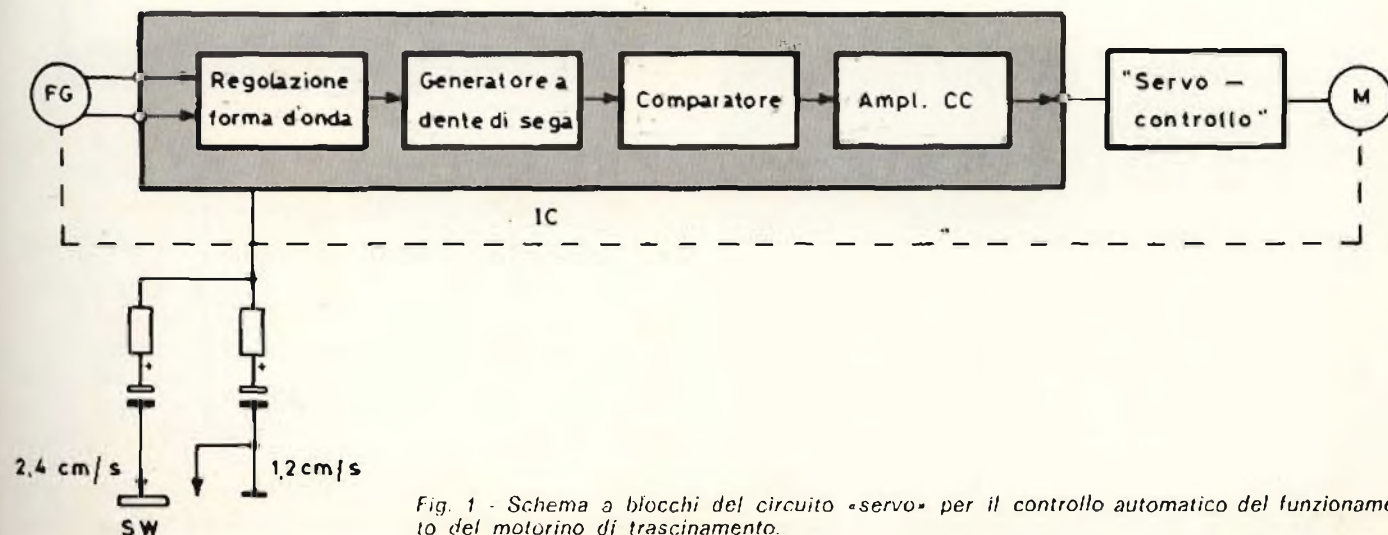 FG
Regolazione
forma d'onda
Generatore a
dente di sega
Comparatore
Ampl. CC
"Servo –
controllo"
M
IC
+
+
2,4 cm/s
1,2 cm/s
SW
Fig. 1 - Schema a blocchi del circuito «servo» per il controllo automatico del funzioname
to del motorino di trascinamento.